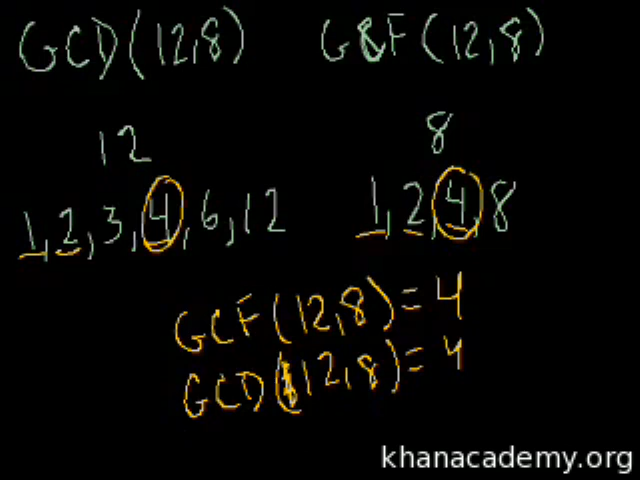 GCD(12,8) GCF(12,8)
12 8
1,2,3,4,6,12 1,2,4,8
GCF(12,8)=4
GCD(12,8)=4
khanacademy.org